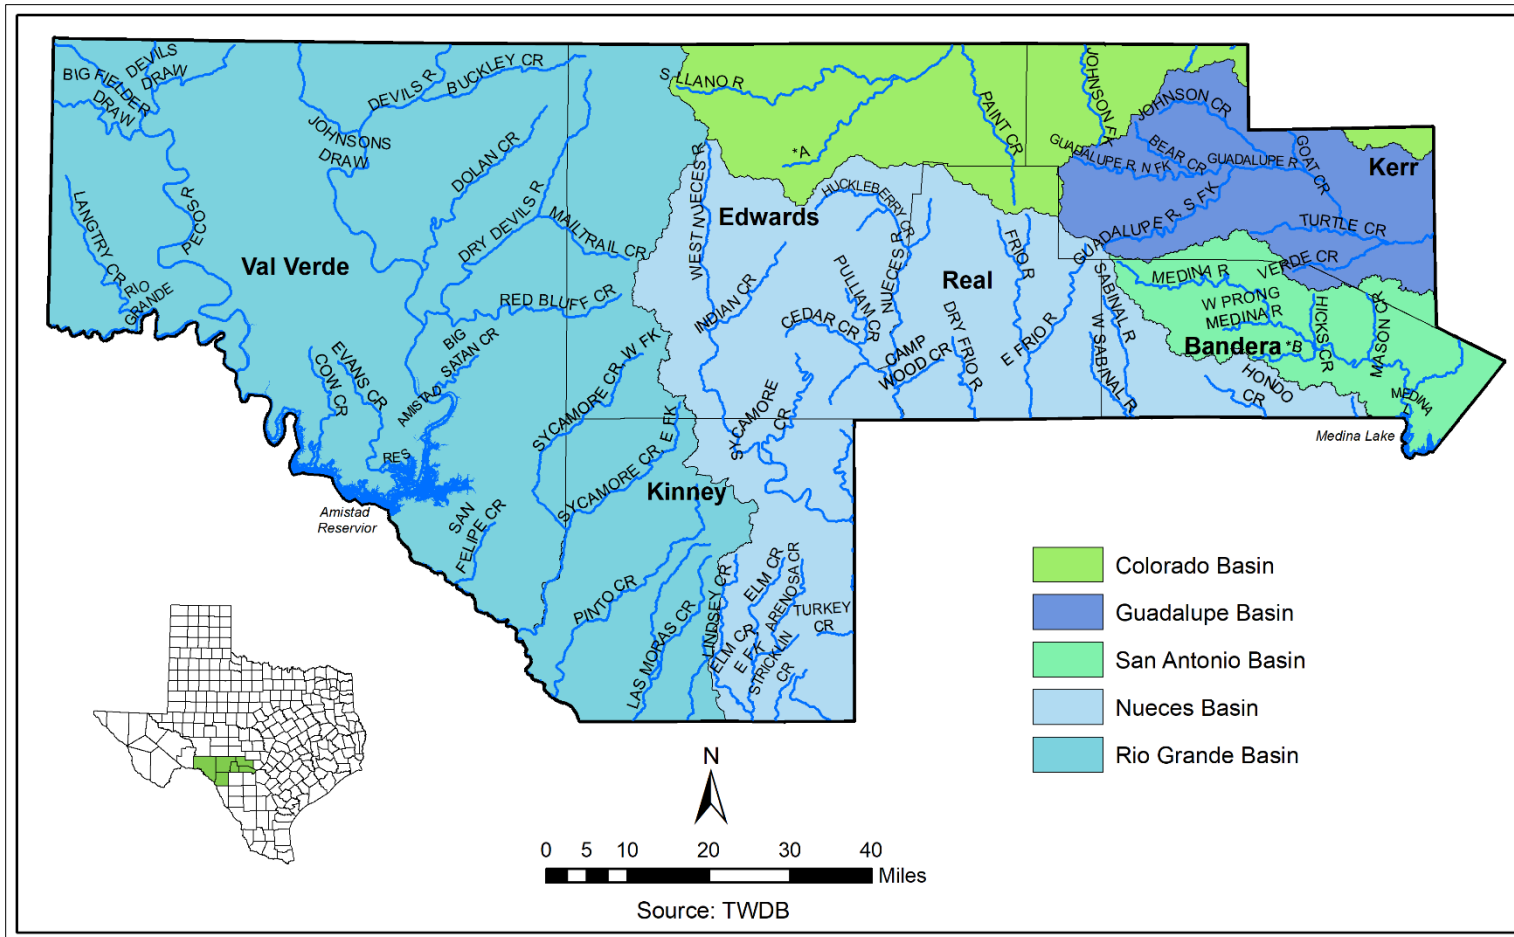 BIG FIELDER
DRAW
DEVILS
DRAW
DEVILS R
BUCKLEY CR
JOHNSONS
DRAW
DOLAN CR
LANGTRY CR
PECOS R
RIO
GRANDE
Val Verde
DRY DEVILS R
MAILTRAIL CR
RED BLUFF CR
BIG
SATAN CR
EVANS CR
COW CR
AMISTAD
RES
Amistad
Reservior
SAN
FELIPE CR
SYCAMORE CR, W FK
SYCAMORE CR
E FK
Kinney
PINTO CR
LAS MORAS CR
LINDSEY CR
ELM CR
ELM CR
E FK
ARENOSA CR
STRICKLIN
CR
TURKEY
CR
S LLANO R
*A
PAINT CR
JOHNSON FK
WEST NUECES R
Edwards
HUCKLEBERRY CR
INDIAN CR
PULLIAM CR
NUECES R
CEDAR CR
CAMP
WOOD CR
SYCAMORE
CR
Real
DRY FRIO R
FRIO R
E FRIO R
SABINAL R
W SABINAL R
JOHNSON CR
BEAR CR
GUADALUPE R, N FK
GUADALUPE R
GOAT CR
Kerr
GUADALUPE R, S FK
TURTLE CR
VERDE CR
MEDINA R
W PRONG
MEDINA R
Bandera
*B
HICKS CR
MASON CR
HONDO
CR
MEDINA
L
Medina Lake
Colorado Basin
Guadalupe Basin
San Antonio Basin
Nueces Basin
Rio Grande Basin
N
0 5 10 20 30 40
Miles
Source: TWDB